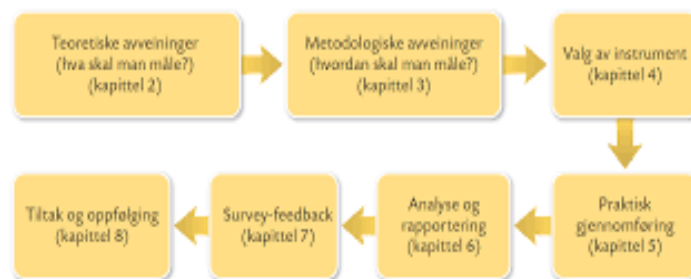 Teoretiske avveininger
(hva skal man måle?)
(kapittel 2)
Metodologiske avveininger
(hvordan skal man måle?)
(kapittel 3)
Valg av instrument
(kapittel 4)
Praktisk
gjennomføring
(kapittel 5)
Analyse og
rapportering
(kapittel 6)
Survey-feedback
(kapittel 7)
Tiltak og oppfølging
(kapittel 8)